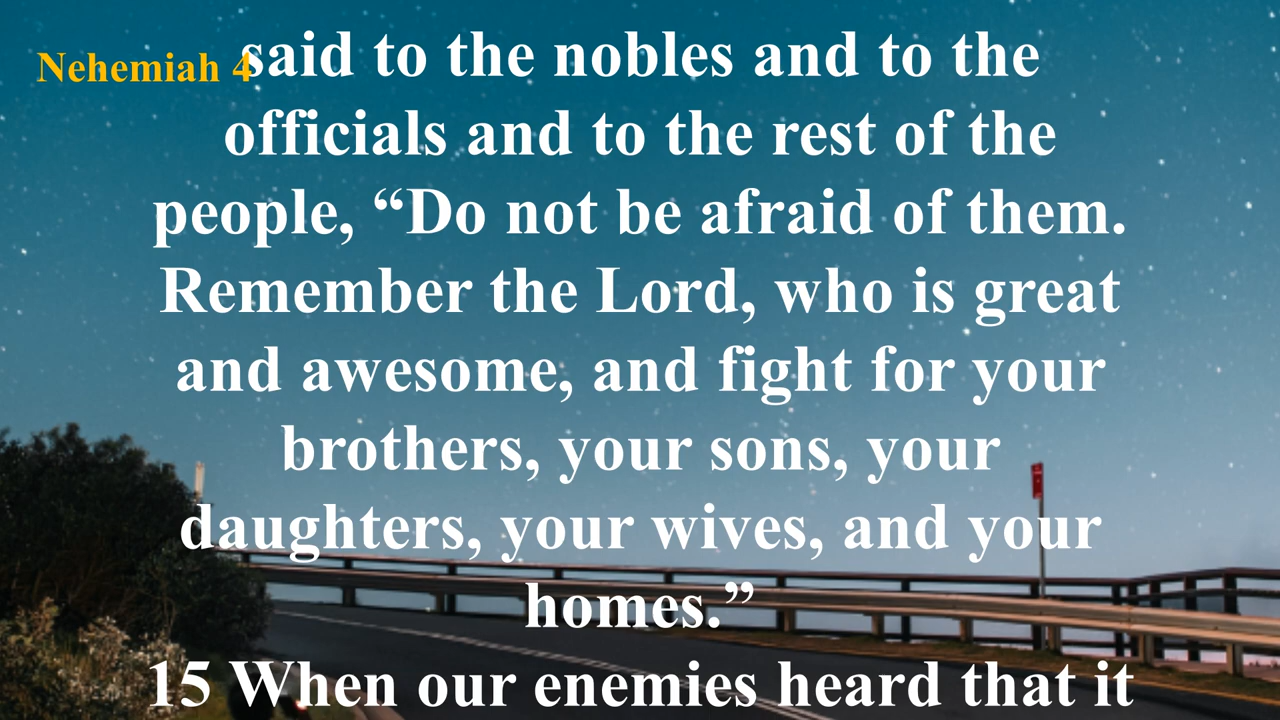 Nehemiah 4
said to the nobles and to the
officials and to the rest of the
people, “Do not be afraid of them.
Remember the Lord, who is great
and awesome, and fight for your
brothers, your sons, your
daughters, your wives, and your
homes.”
15 When our enemies heard that it